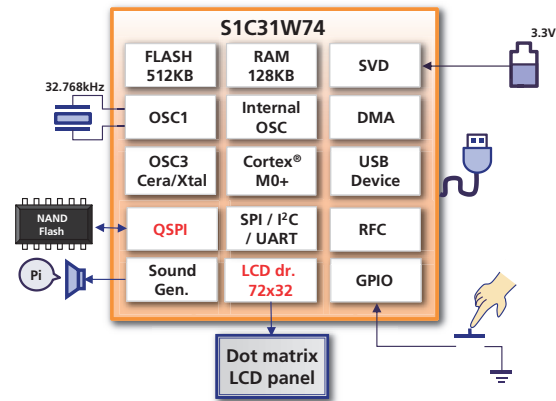 S1C31W74
3.3V
FLASH
512KB
RAM
128KB
SVD
32.768kHz
OSC1
Internal
OSC
DMA
OSC3
Cera/Xtal
Cortex®
M0+
USB
Device
NAND
Flash
QSPI
SPI / I²C
/ UART
RFC
Pi
Sound
Gen.
LCD dr.
72x32
GPIO
Dot matrix
LCD panel